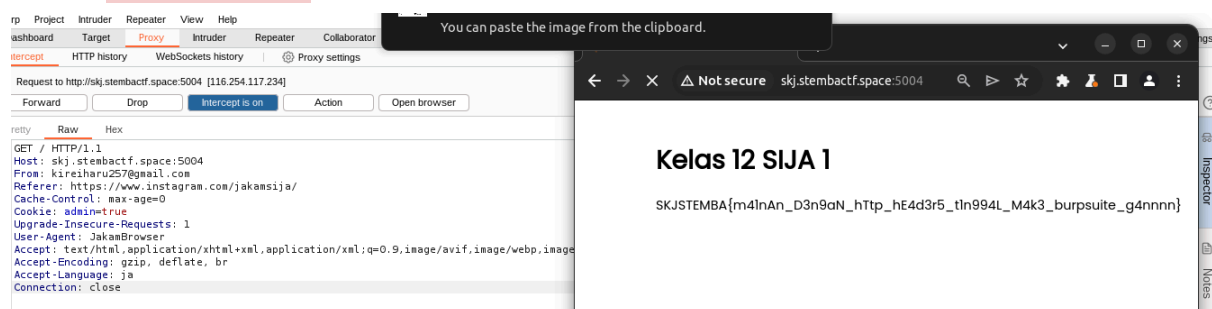 rp Project Intruder Repeater View Help
You can paste the image from the clipboard.
ashboard Target Proxy Intruder Repeater Collaborator
ngs
ntercept HTTP history WebSockets history Proxy settings
Request to http://skj.stembactf.space:5004 [116.254.117.234]
Not secure skj.stembactf.space:5004
Forward Drop Intercept is on Action Open browser
retty Raw Hex
GET / HTTP/1.1
Host: skj.stembactf.space:5004
From: kireiharu257@gmail.com
Referer: https://www.instagram.com/jakamsija/
Cache-Control: max-age=0
Cookie: admin=true
Upgrade-Insecure-Requests: 1
User-Agent: JakamBrowser
Accept: text/html,application/xhtml+xml,application/xml;q=0.9,image/avif,image/webp,image
Accept-Encoding: gzip, deflate, br
Accept-Language: ja
Connection: close
Kelas 12 SIJA 1
SKJSTEMBA{m41nAn_D3n9aN_hTtp_hE4d3r5_t1n994L_M4k3_burpsuite_g4nnnn}
Inspector
Notes